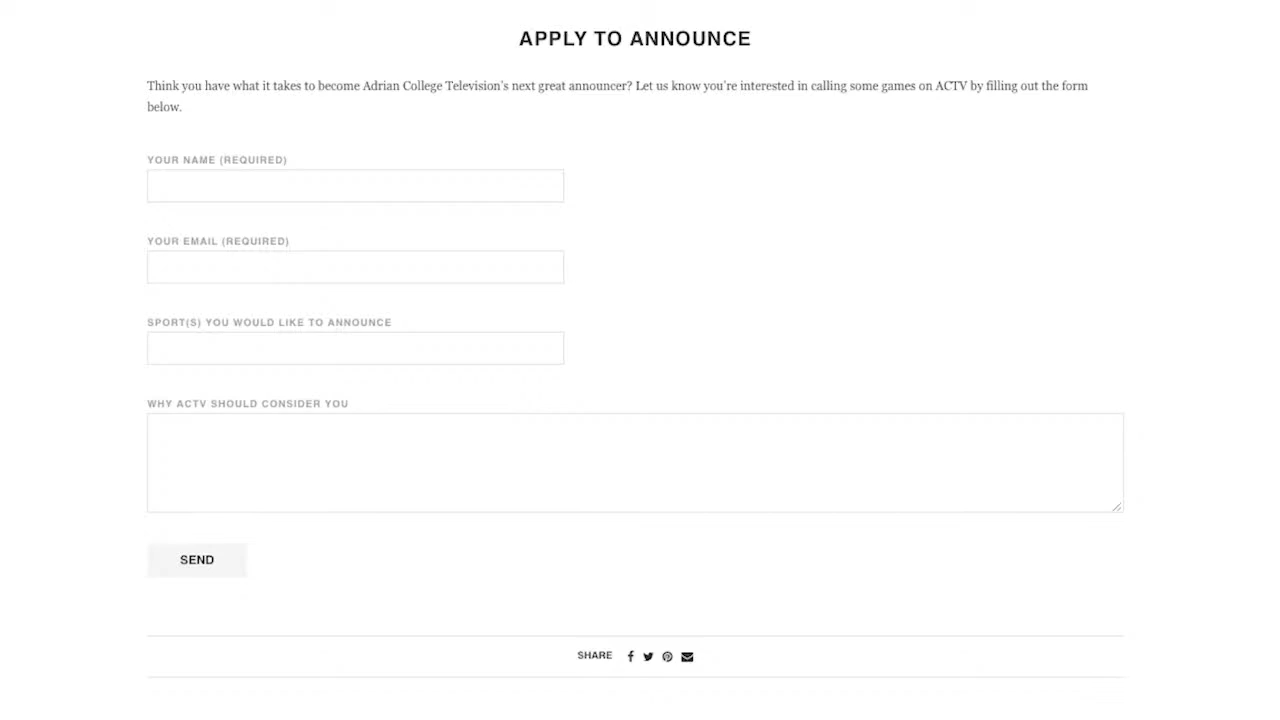 APPLY TO ANNOUNCE
Think you have what it takes to become Adrian College Television's next great announcer? Let us know you're interested in calling some games on ACTV by filling out the form
below.
YOUR NAME (REQUIRED)
YOUR EMAIL (REQUIRED)
SPORT(S) YOU WOULD LIKE TO ANNOUNCE
WHY ACTV SHOULD CONSIDER YOU
SEND
SHARE